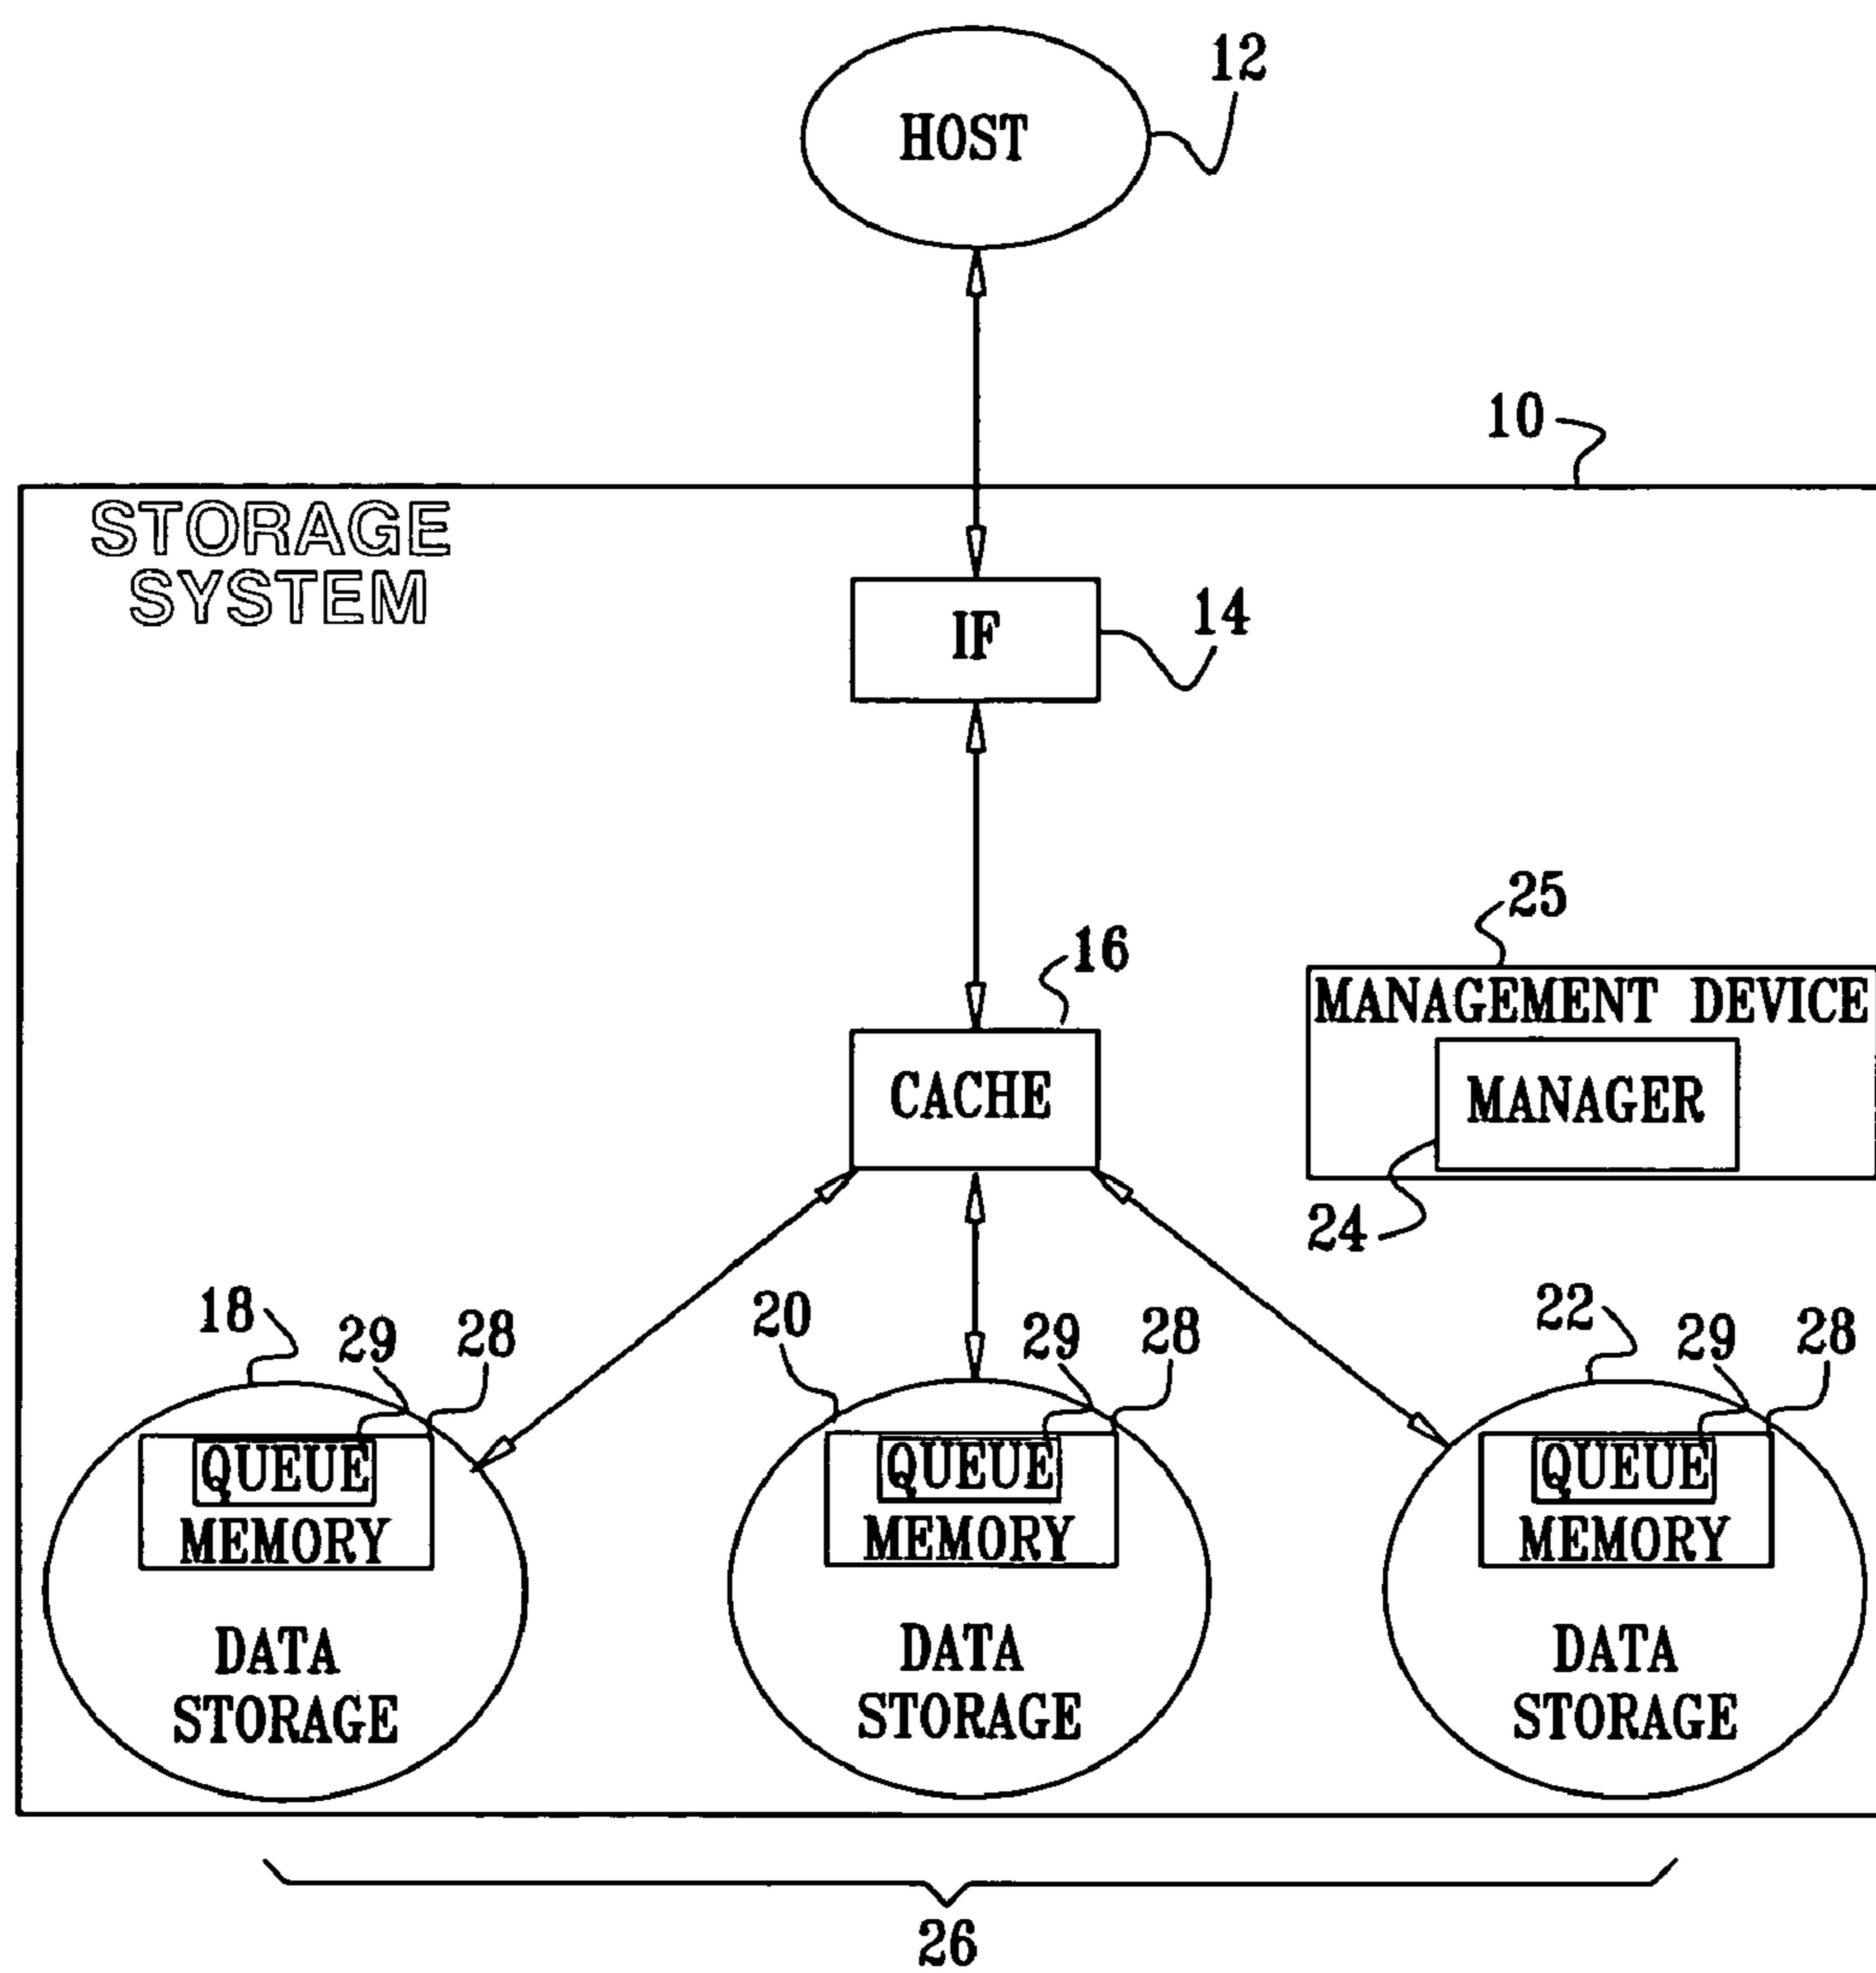 12
HOST
10
STORAGE
SYSTEM
14
IF
25
16
MANAGEMENT DEVICE
CACHE
MANAGER
24
18
29
28
20
29
28
22
29
28
QUEUE
MEMORY
DATA
STORAGE
QUEUE
MEMORY
DATA
STORAGE
QUEUE
MEMORY
DATA
STORAGE
26